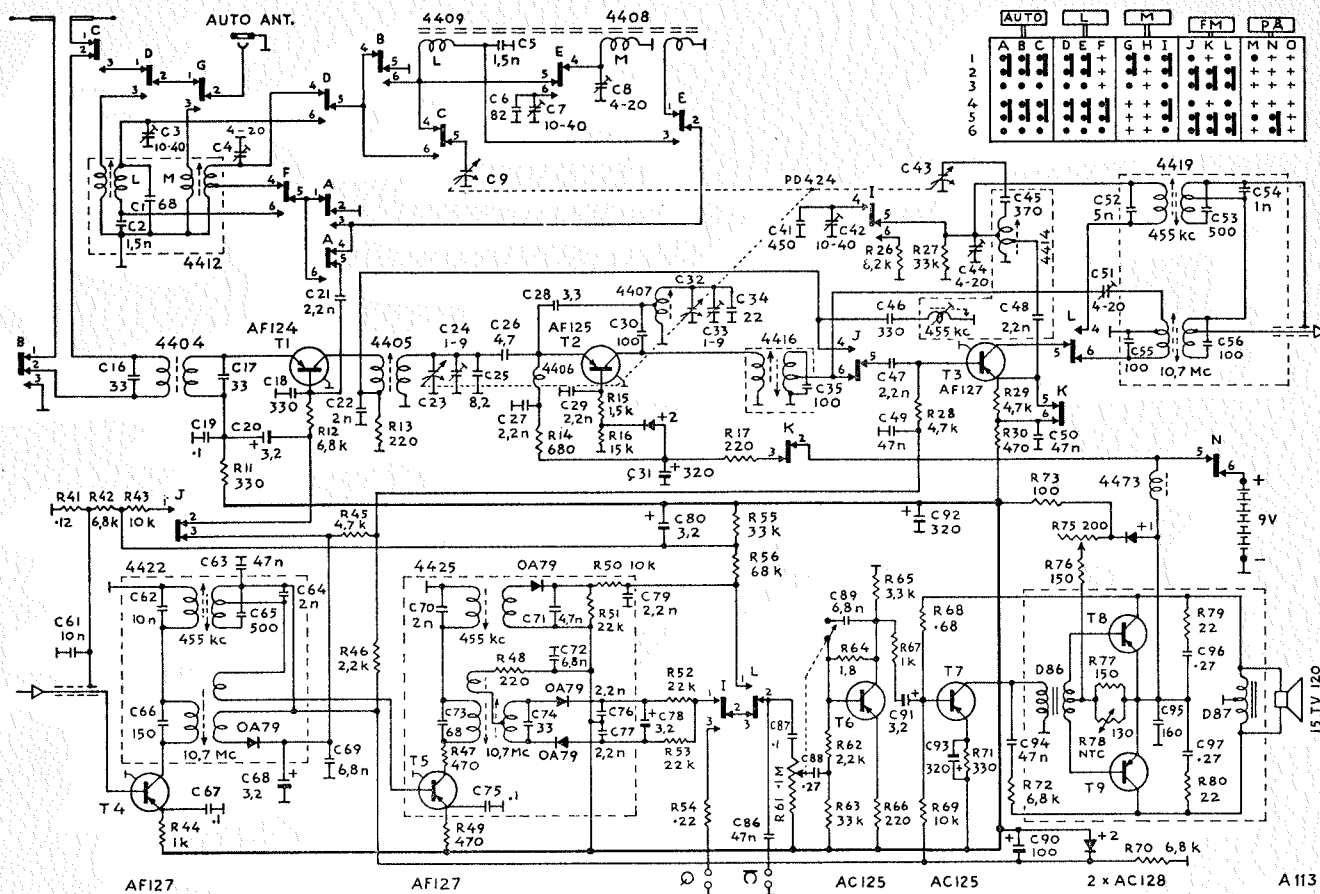 AUTO ANT.
4409
4408
AUTO
L
M
FM
PB
A B C D E F G H I J K L M N O
1
2
3
4
5
6
C5
1,5n
C6
82
C7
10-40
C8
4-20
C3
10-40
C4
4-20
C1
68
C2
1,5n
4412
C9
PD424
C43
C41
450
C42
10-40
R26
8,2k
R27
33k
C44
4-20
C45
370
4414
C52
5n
4419
C54
1n
C53
500
455 kc
C51
4-20
C48
2,2n
C55
100
C56
100
10,7 Mc
C21
2,2n
AF124
T1
4404
C16
33
C17
33
C18
330
C22
2n
R12
6,8k
R13
220
4405
C24
1-9
C23
C25
8,2
C26
4,7
C28
3,3
AF125
T2
4406
4407
C30
100
C32
C33
1-9
C34
22
4416
C35
100
C46
330
455 kc
C47
2,2n
T3
AF127
C49
47n
R28
4,7k
R29
4,7k
R30
470
C50
47n
C19
.1
C20
3,2
R11
330
C27
2,2n
C29
2,2n
R14
680
R15
1,5k
R16
15k
C31
320
R17
220
R41
.12
R42
6,8k
R43
10k
R45
4,7k
C80
3,2
R55
33k
R56
68k
C92
320
R73
100
4473
R75 200
R76
150
9V
4422
C63
47n
C64
2n
C62
10n
C65
500
455 kc
C61
10n
C66
150
10,7 Mc
OA79
C68
3,2
C69
6,8n
T4
C67
.1
R44
1k
AF127
R46
2,2k
4425
OA79
R50 10k
C79
2,2n
C70
2n
C71
4,7n
R51
22k
455 kc
C72
6,8n
R48
220
OA79
C73
68
C74
33
10,7 Mc
OA79
2,2n
C76
C77
2,2n
C78
3,2
R52
22k
R53
22k
R47
470
T5
C75
.1
R49
470
AF127
R54
.22
C86
47n
C87
.1
R61 .1M
C88
.27
C89
6,8n
R65
3,3k
R64
1,8
R67
1k
T6
R62
2,2k
R63
33k
R66
220
AC125
C91
3,2
R68
.68
T7
C93
320
R71
330
R69
10k
AC125
C94
47n
R72
6,8k
D86
T8
T9
R77
150
R78
NTC
130
C95
160
R79
22
C96
.27
C97
.27
R80
22
D87
15 TV 120
C90
100
R70 6,8k
2 x AC128
A 113